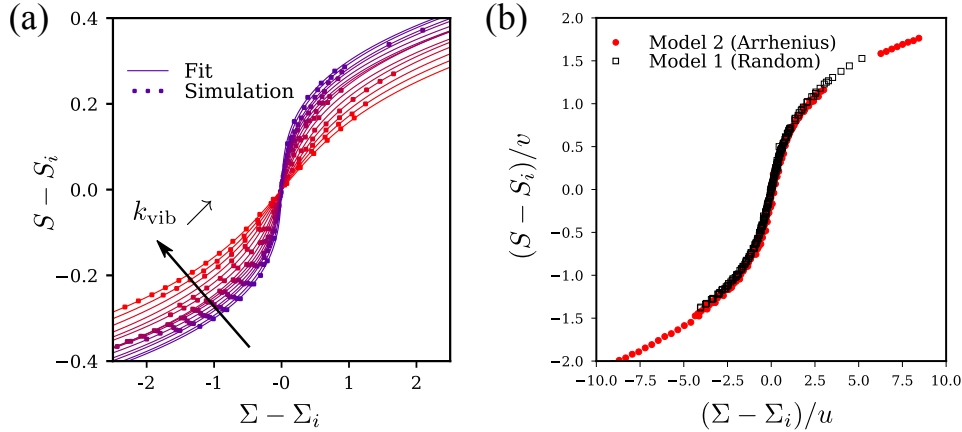 (a)
0.4
0.2
0.0
−0.2
−0.4
S − S_i
Fit
Simulation
k_vib ↗
-2
-1
-0
1
2
Σ − Σ_i
(b)
2.0
1.5
1.0
0.5
0.0
−0.5
−1.0
−1.5
−2.0
(S − S_i)/v
Model 2 (Arrhenius)
Model 1 (Random)
−10.0
−7.5
−5.0
−2.5
0.0
2.5
5.0
7.5
10.0
(Σ − Σ_i)/u